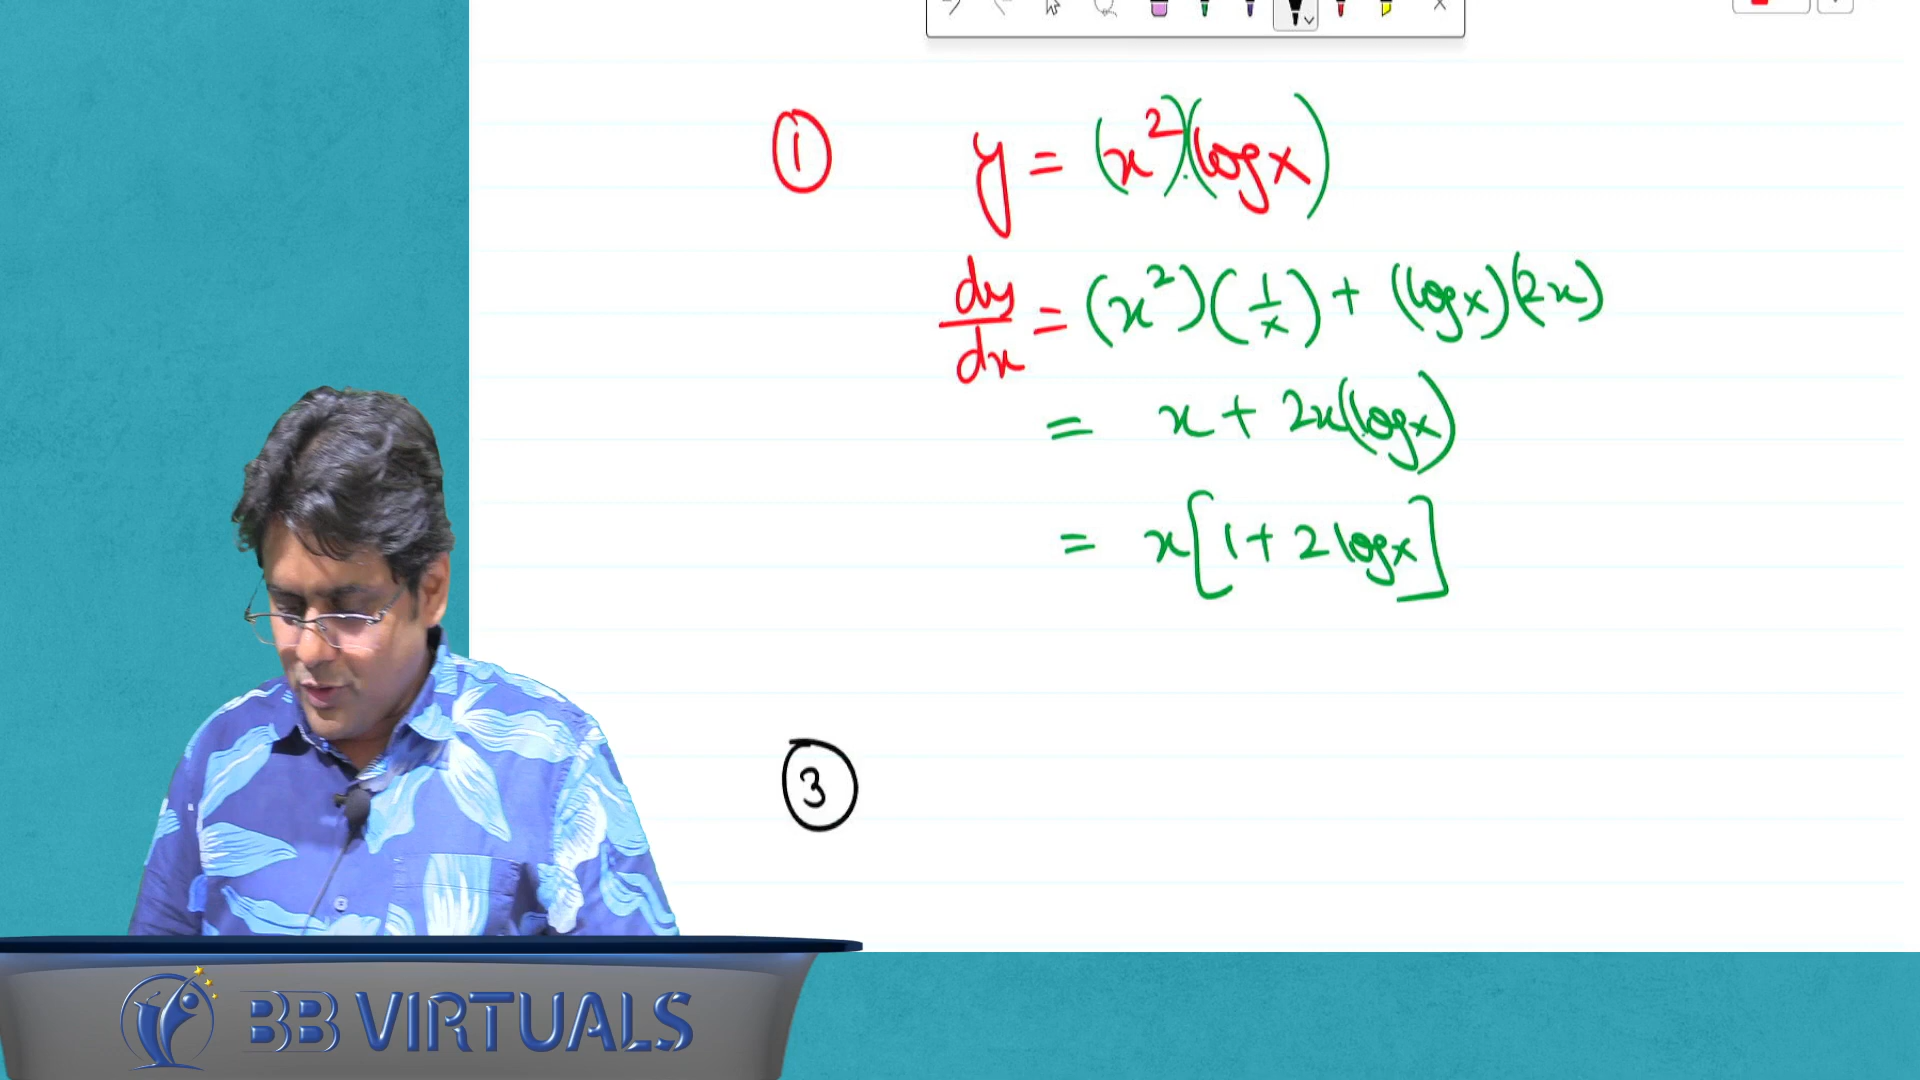 ① y = (x²).(log x)
dy/dx = (x²)(1/x) + (log x)(2x)
= x + 2x(log x)
= x[1 + 2 log x]
③
BB VIRTUALS